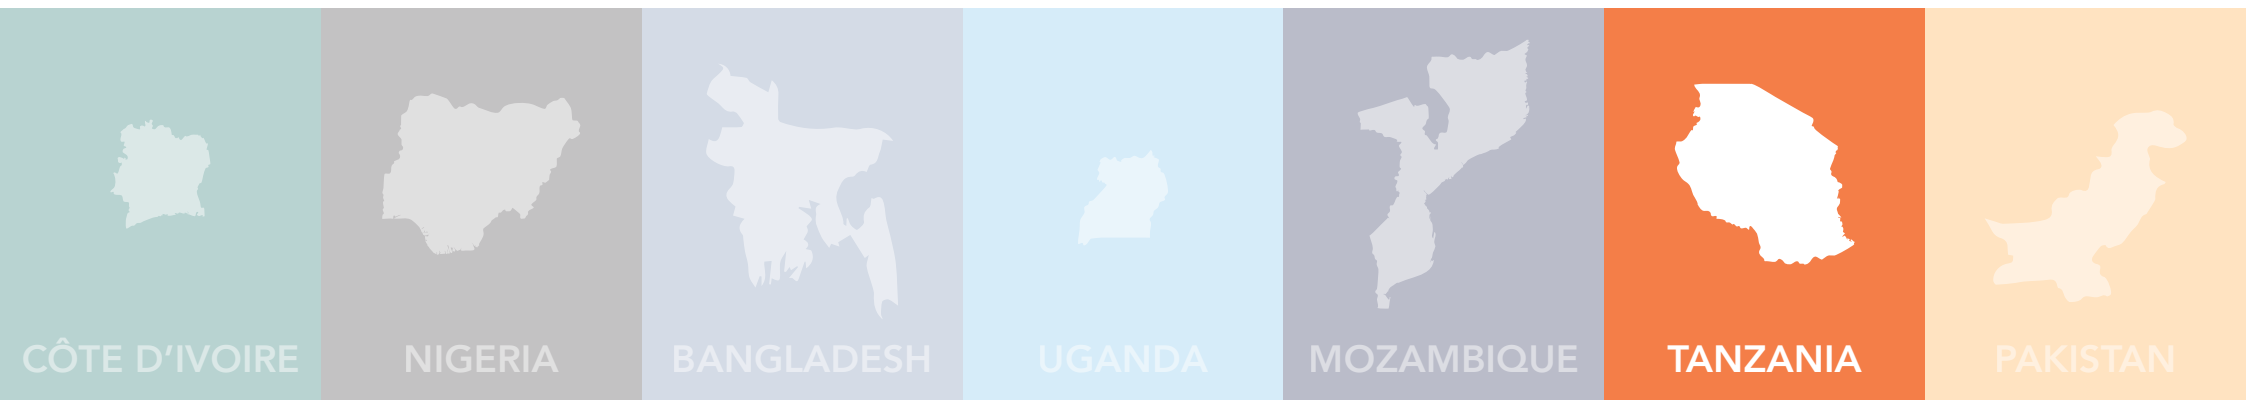 CÔTE D’IVOIRE
NIGERIA
BANGLADESH
UGANDA
MOZAMBIQUE
TANZANIA
PAKISTAN